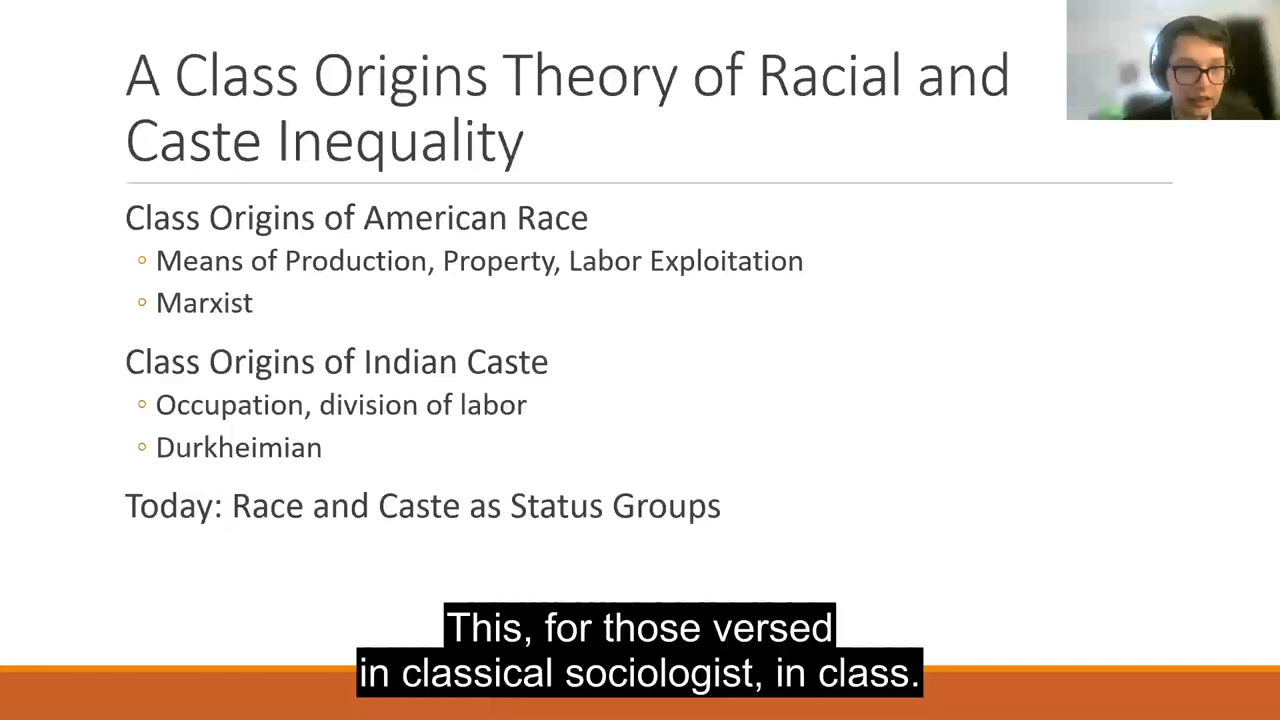 A Class Origins Theory of Racial and
Caste Inequality
Class Origins of American Race
◦ Means of Production, Property, Labor Exploitation
◦ Marxist
Class Origins of Indian Caste
◦ Occupation, division of labor
◦ Durkheimian
Today: Race and Caste as Status Groups
This, for those versed
in classical sociologist, in class.